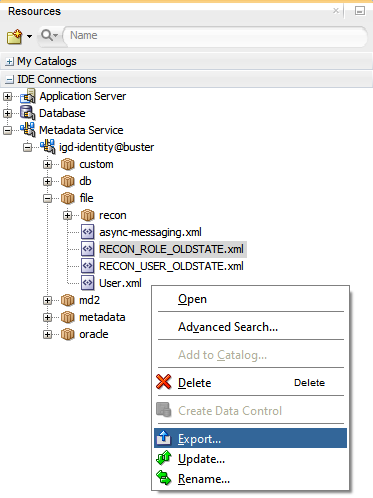 Resources
Name
My Catalogs
IDE Connections
Application Server
Database
Metadata Service
igd-identity@buster
custom
db
file
recon
async-messaging.xml
RECON_ROLE_OLDSTATE.xml
RECON_USER_OLDSTATE.xml
User.xml
md2
metadata
oracle
Open
Advanced Search...
Add to Catalog...
Delete Delete
Create Data Control
Export...
Update...
Rename...